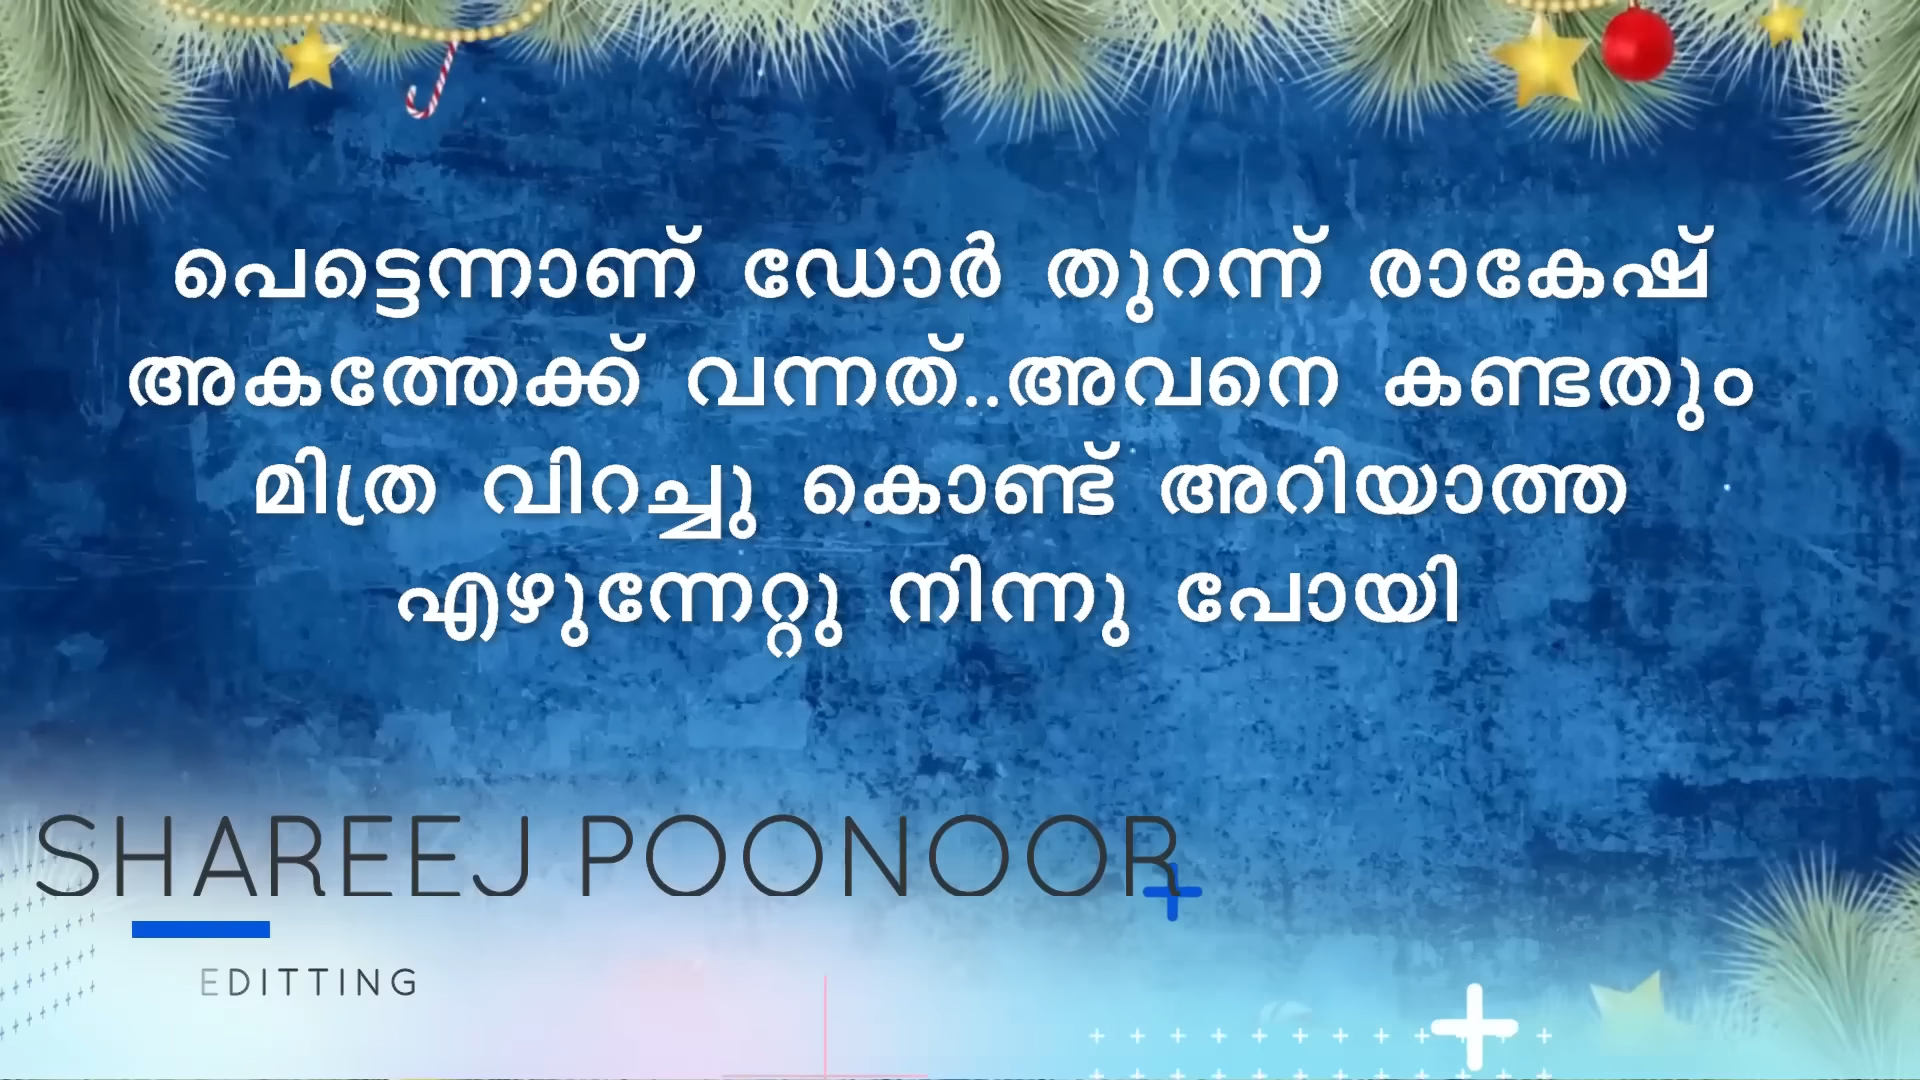 പെട്ടെന്നാണ് ഡോർ തുറന്ന് രാകേഷ്
അകത്തേക്ക് വന്നത്..അവനെ കണ്ടതും
മിത്ര വിറച്ചു കൊണ്ട് അറിയാത്ത
എഴുന്നേറ്റു നിന്നു പോയി
SHAREEJ POONOOR
EDITTING